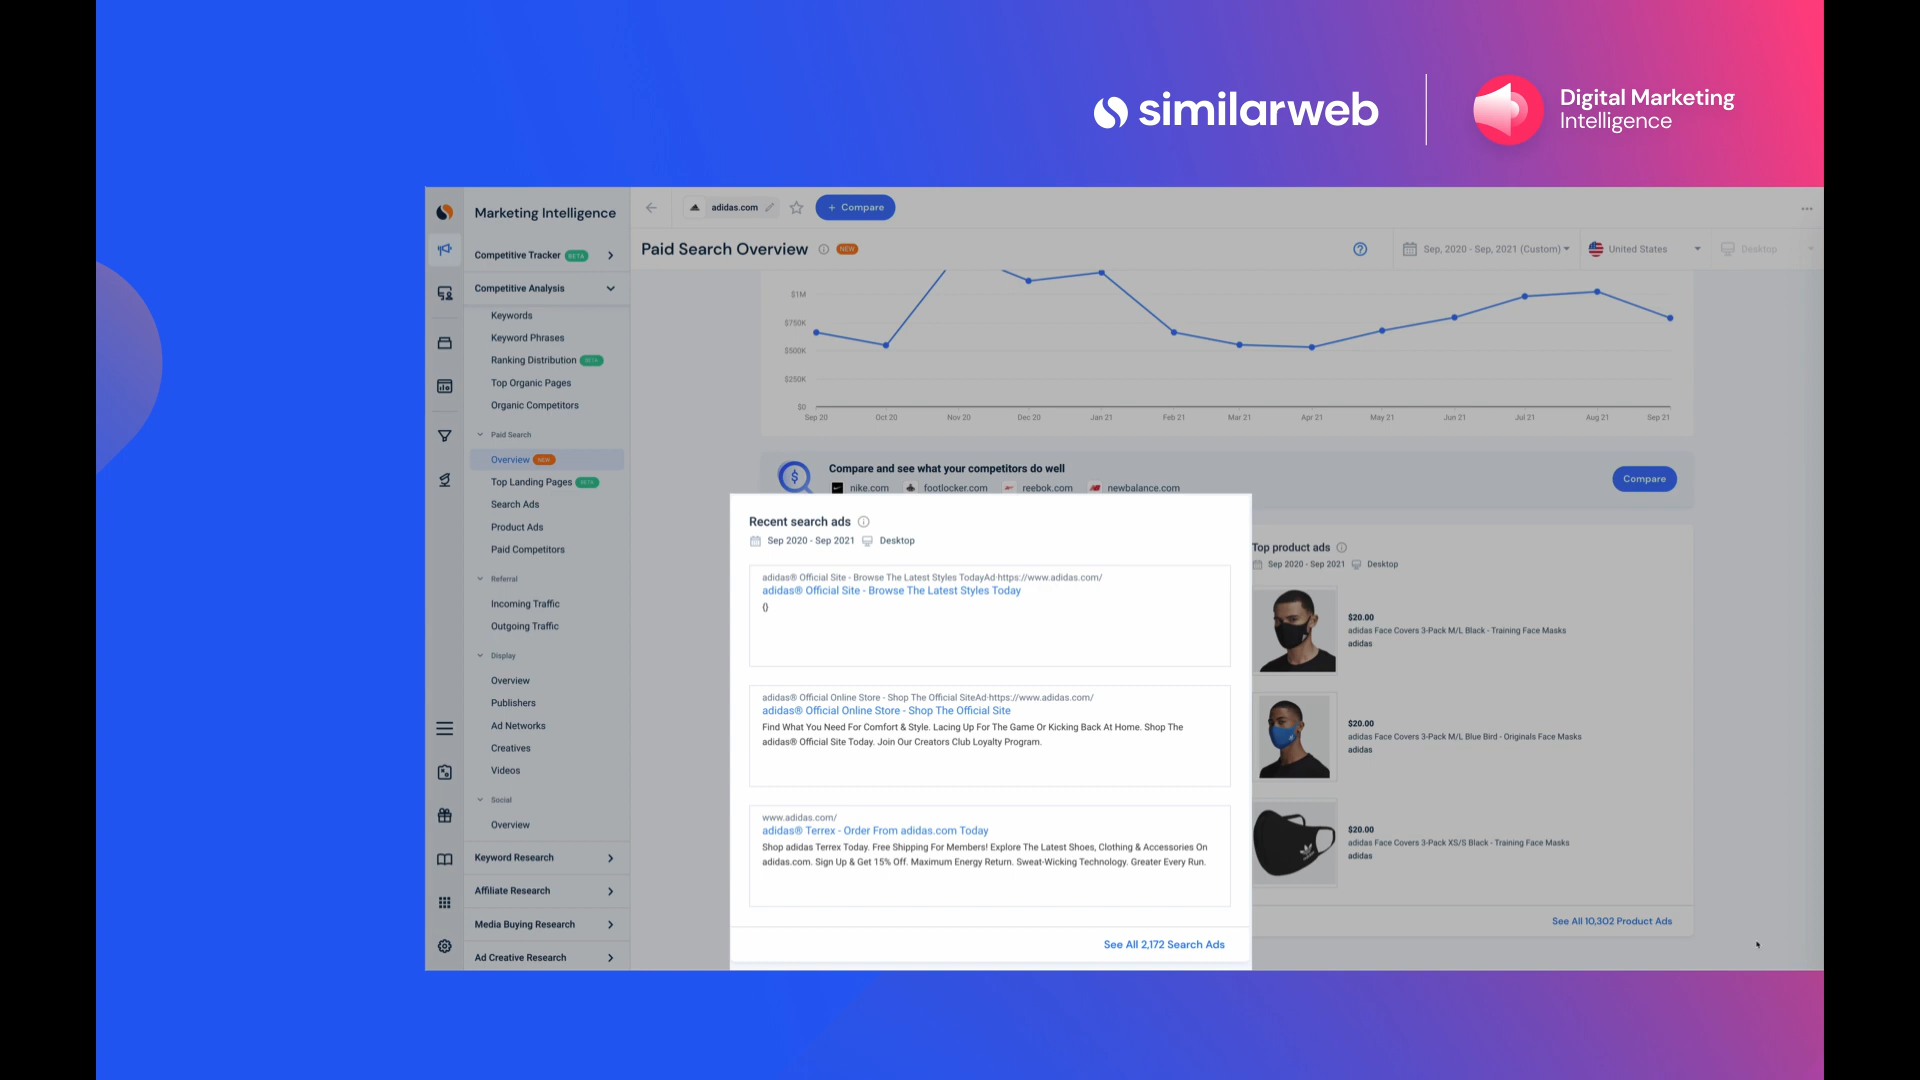 similarweb
Digital Marketing
Intelligence
Marketing Intelligence
adidas.com
+ Compare
Competitive Tracker BETA
Paid Search Overview NEW
Sep, 2020 - Sep, 2021 (Custom)
United States
Desktop
Competitive Analysis
Keywords
Keyword Phrases
Ranking Distribution BETA
Top Organic Pages
Organic Competitors
Paid Search
Overview NEW
Top Landing Pages BETA
Search Ads
Product Ads
Paid Competitors
Referral
Incoming Traffic
Outgoing Traffic
Display
Overview
Publishers
Ad Networks
Creatives
Videos
Social
Overview
Keyword Research
Affiliate Research
Media Buying Research
Ad Creative Research
$1M
$750K
$500K
$250K
$0
Sep 20 Oct 20 Nov 20 Dec 20 Jan 21 Feb 21 Mar 21 Apr 21 May 21 Jun 21 Jul 21 Aug 21 Sep 21
Compare and see what your competitors do well
nike.com footlocker.com reebok.com newbalance.com
Compare
Recent search ads
Sep 2020 - Sep 2021 Desktop
adidas® Official Site - Browse The Latest Styles TodayAd·https://www.adidas.com/
adidas® Official Site - Browse The Latest Styles Today
{}
adidas® Official Online Store - Shop The Official SiteAd·https://www.adidas.com/
adidas® Official Online Store - Shop The Official Site
Find What You Need For Comfort & Style. Lacing Up For The Game Or Kicking Back At Home. Shop The
adidas® Official Site Today. Join Our Creators Club Loyalty Program.
www.adidas.com/
adidas® Terrex - Order From adidas.com Today
Shop adidas Terrex Today. Free Shipping For Members! Explore The Latest Shoes, Clothing & Accessories On
adidas.com. Sign Up & Get 15% Off. Maximum Energy Return. Sweat-Wicking Technology. Greater Every Run.
See All 2,172 Search Ads
Top product ads
Sep 2020 - Sep 2021 Desktop
$20.00
adidas Face Covers 3-Pack M/L Black - Training Face Masks
adidas
$20.00
adidas Face Covers 3-Pack M/L Blue Bird - Originals Face Masks
adidas
$20.00
adidas Face Covers 3-Pack XS/S Black - Training Face Masks
adidas
See All 10,302 Product Ads